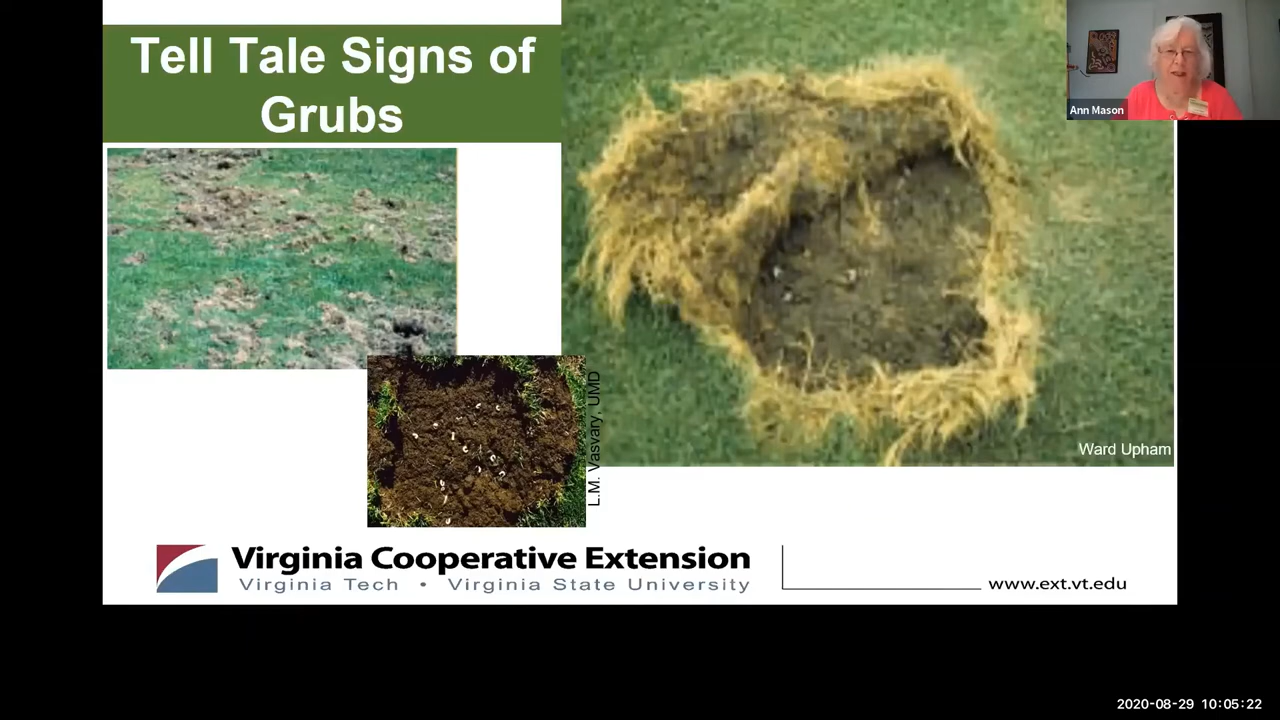 Tell Tale Signs of
Grubs
Ann Mason
Ward Upham
L.M. Vasvary, UMD
Virginia Cooperative Extension
Virginia Tech • Virginia State University
www.ext.vt.edu
2020-08-29 10:05:22